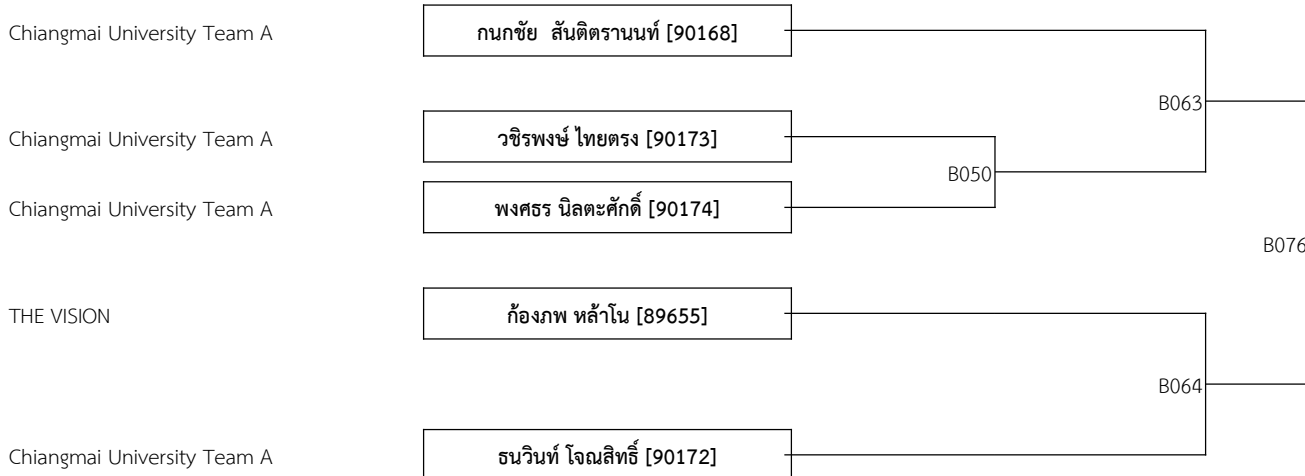 Chiangmai University Team A
กนกชัย  สันติตรานนท์ [90168]
B063
Chiangmai University Team A
วชิรพงษ์ ไทยตรง [90173]
B050
Chiangmai University Team A
พงศธร นิลตะศักดิ์ [90174]
B076
THE VISION
ก้องภพ หล้าโน [89655]
B064
Chiangmai University Team A
ธนวินท์ โจณสิทธิ์ [90172]